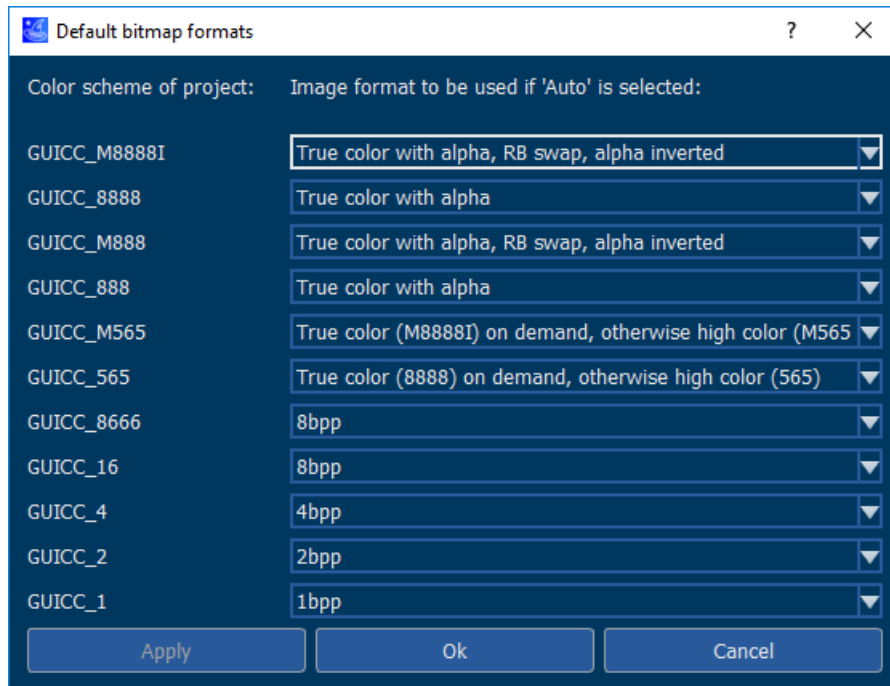 Default bitmap formats ?
Color scheme of project: Image format to be used if 'Auto' is selected:
GUICC_M8888I True color with alpha, RB swap, alpha inverted
GUICC_8888 True color with alpha
GUICC_M888 True color with alpha, RB swap, alpha inverted
GUICC_888 True color with alpha
GUICC_M565 True color (M8888I) on demand, otherwise high color (M565
GUICC_565 True color (8888) on demand, otherwise high color (565)
GUICC_8666 8bpp
GUICC_16 8bpp
GUICC_4 4bpp
GUICC_2 2bpp
GUICC_1 1bpp
Apply Ok Cancel